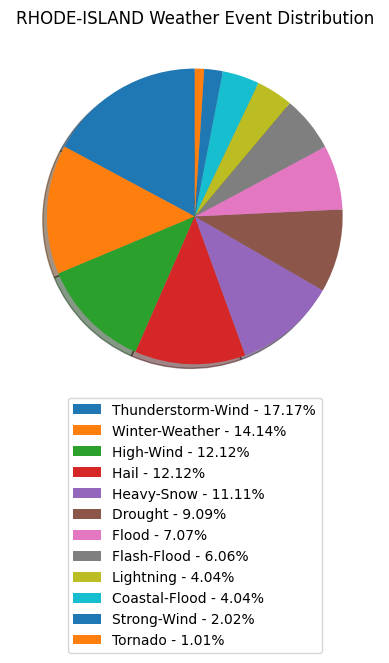 RHODE-ISLAND Weather Event Distribution
Thunderstorm-Wind - 17.17%
Winter-Weather - 14.14%
High-Wind - 12.12%
Hail - 12.12%
Heavy-Snow - 11.11%
Drought - 9.09%
Flood - 7.07%
Flash-Flood - 6.06%
Lightning - 4.04%
Coastal-Flood - 4.04%
Strong-Wind - 2.02%
Tornado - 1.01%